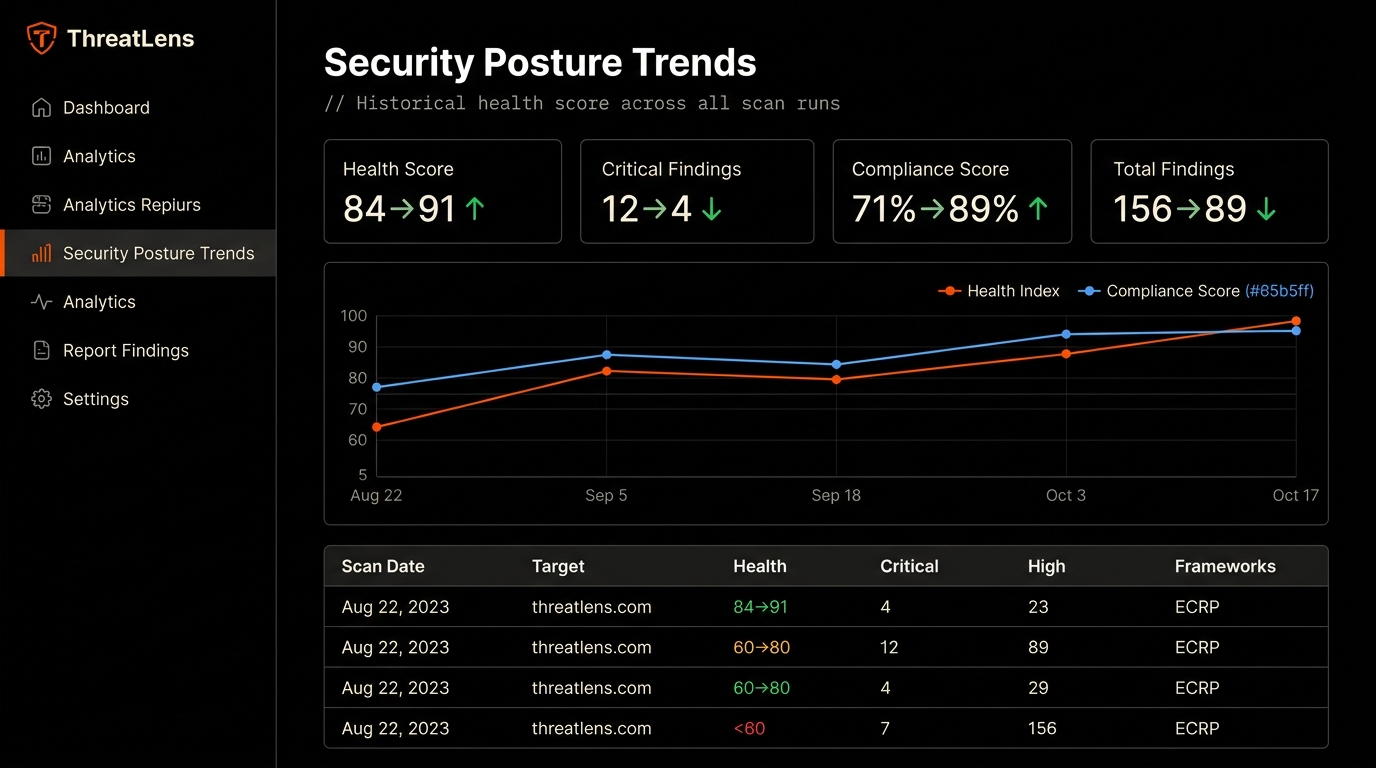 ThreatLens
Dashboard
Analytics
Analytics Repiurs
Security Posture Trends
Analytics
Report Findings
Settings
Security Posture Trends
// Historical health score across all scan runs
Health Score
84→91 ↑
Critical Findings
12→4 ↓
Compliance Score
71%→89% ↑
Total Findings
156→89 ↓
Health Index
Compliance Score (#85b5ff)
100
90
80
70
60
5
Aug 22 Sep 5 Sep 18 Oct 3 Oct 17
Scan Date Target Health Critical High Frameworks
Aug 22, 2023 threatlens.com 84→91 4 23 ECRP
Aug 22, 2023 threatlens.com 60→80 12 89 ECRP
Aug 22, 2023 threatlens.com 60→80 4 29 ECRP
Aug 22, 2023 threatlens.com <60 7 156 ECRP